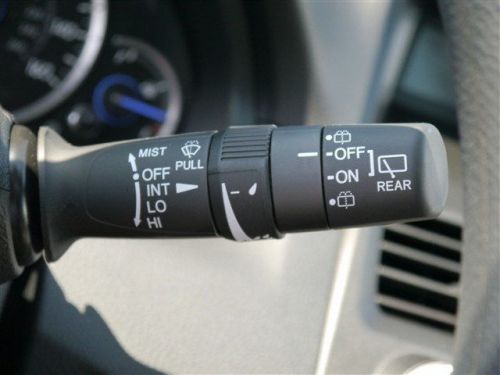 MIST
PULL
OFF
INT
LO
HI
OFF
ON
REAR